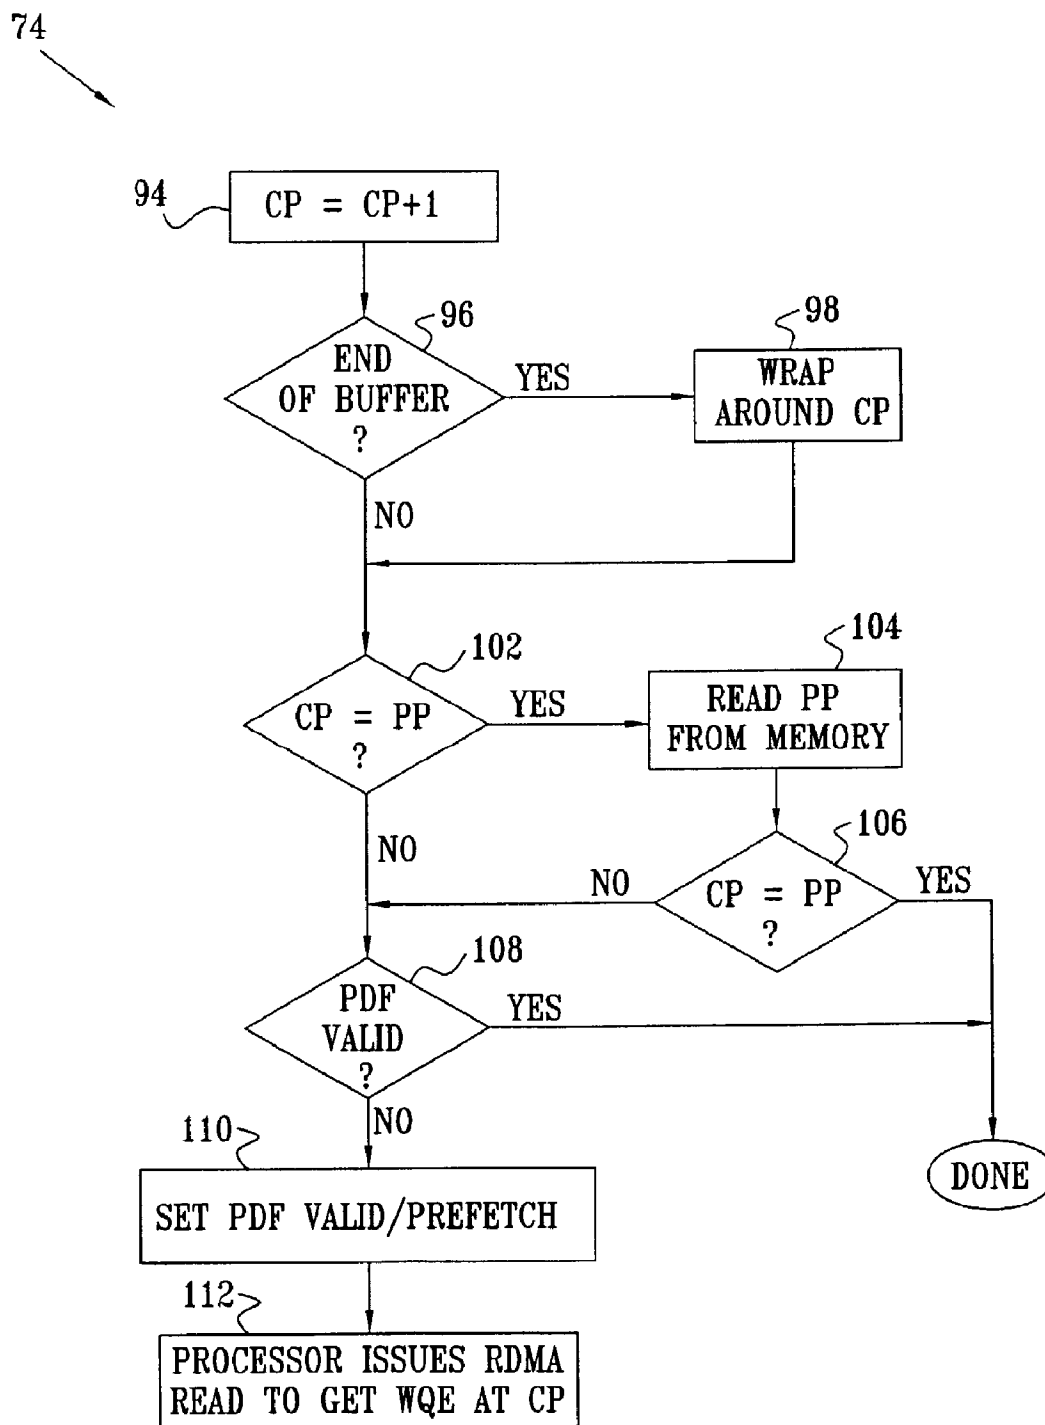 74
94
CP = CP+1
96
END
OF BUFFER
?
YES
98
WRAP
AROUND CP
NO
102
CP = PP
?
YES
104
READ PP
FROM MEMORY
NO
106
CP = PP
?
NO
YES
108
PDF
VALID
?
YES
NO
DONE
110
SET PDF VALID/PREFETCH
112
PROCESSOR ISSUES RDMA
READ TO GET WQE AT CP